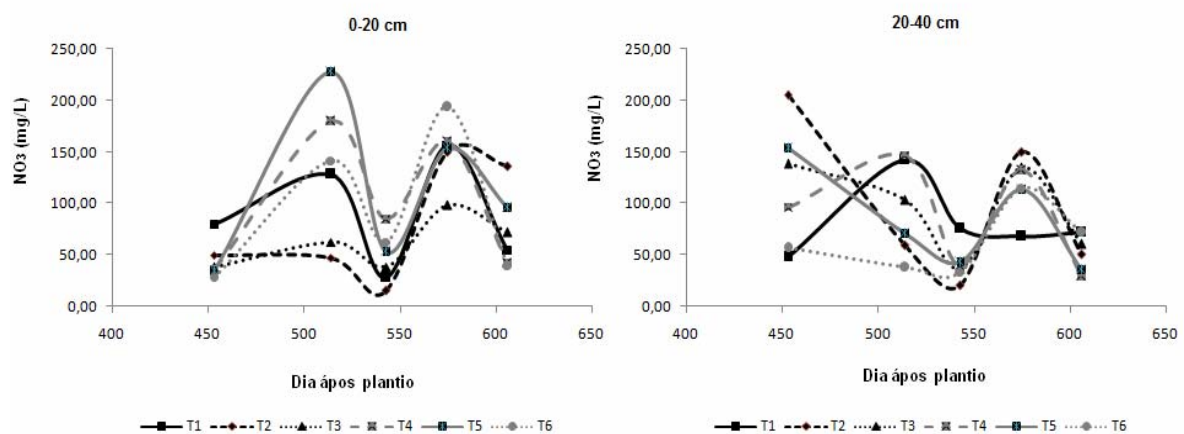 0-20 cm
NO3 (mg/L)
250,00
200,00
150,00
100,00
50,00
0,00
400 450 500 550 600 650
Dia ápos plantio
T1 T2 T3 T4 T5 T6
20-40 cm
NO3 (mg/L)
250,00
200,00
150,00
100,00
50,00
0,00
400 450 500 550 600 650
Dia ápos plantio
T1 T2 T3 T4 T5 T6